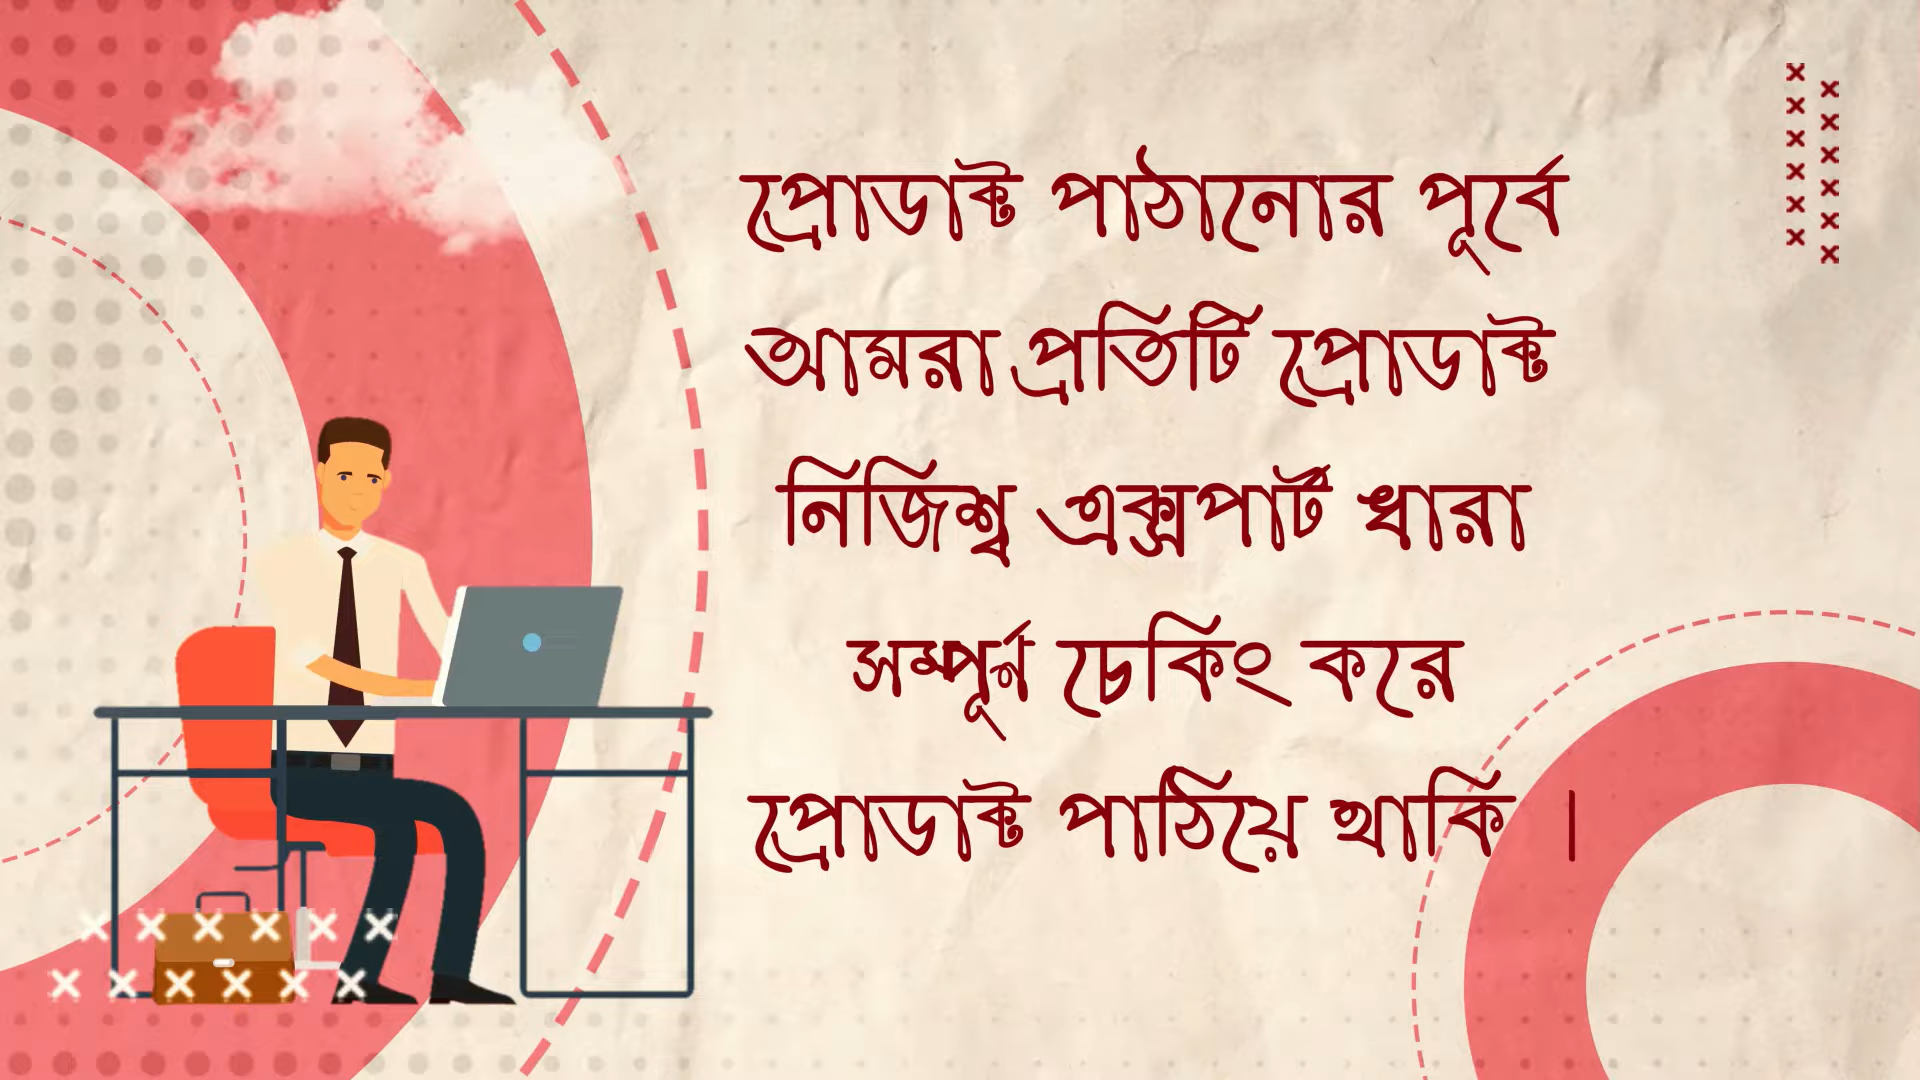 প্রোডাক্ট পাঠানোর পূর্বে
আমরা প্রতিটি প্রোডাক্ট
নিজিশ্ব এক্সপার্ট ধারা
সম্পূর্ণ চেকিং করে
প্রোডাক্ট পাঠিয়ে থাকি ।